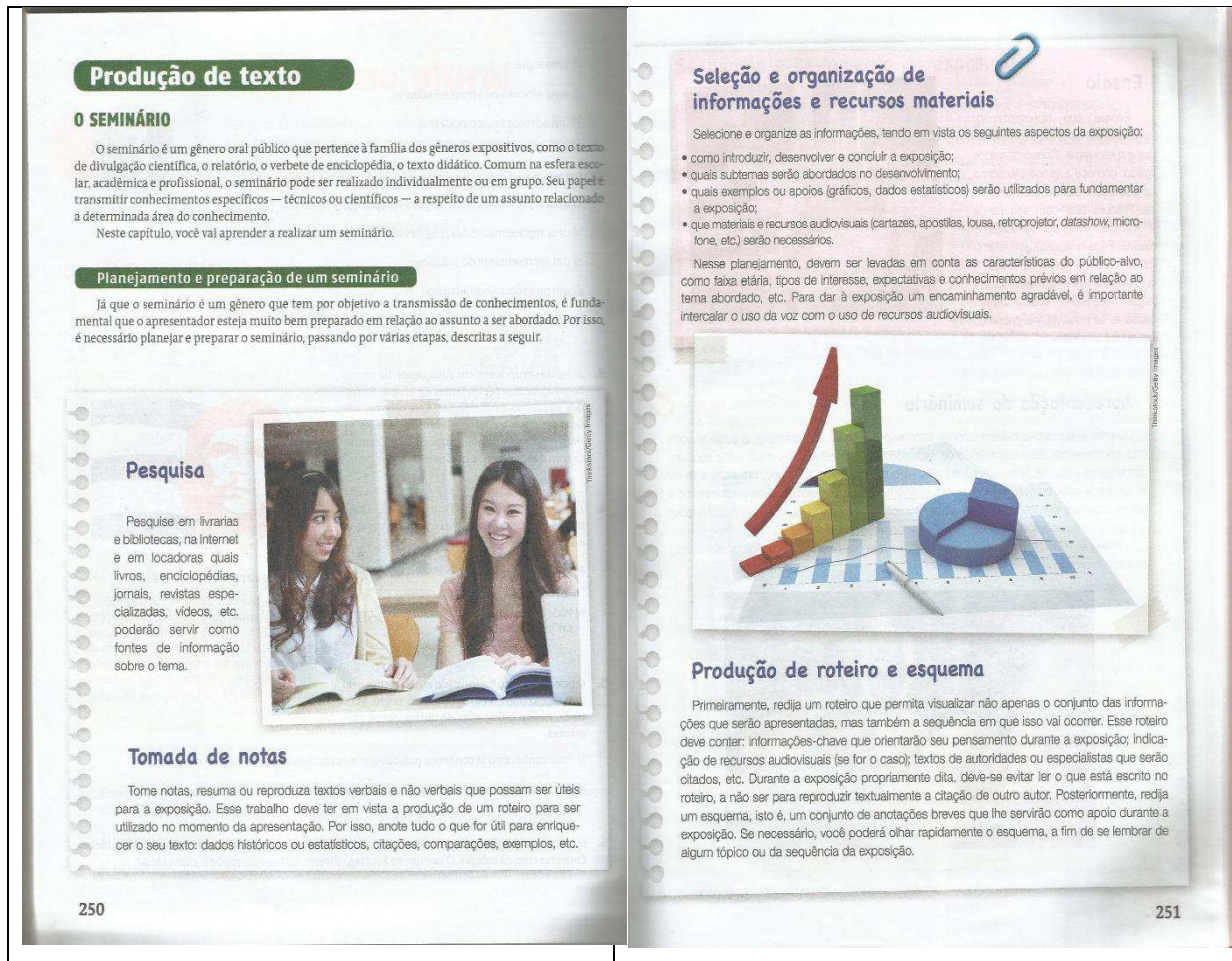 Produção de texto
O SEMINÁRIO
O seminário é um gênero oral público que pertence à família dos gêneros expositivos, como o texto
de divulgação científica, o relatório, o verbete de enciclopédia, o texto didático. Comum na esfera esco-
lar, acadêmica e profissional, o seminário pode ser realizado individualmente ou em grupo. Seu papel é
transmitir conhecimentos específicos — técnicos ou científicos — a respeito de um assunto relacionado
a determinada área do conhecimento.
Neste capítulo, você vai aprender a realizar um seminário.
Planejamento e preparação de um seminário
Já que o seminário é um gênero que tem por objetivo a transmissão de conhecimentos, é funda-
mental que o apresentador esteja muito bem preparado em relação ao assunto a ser abordado. Por isso,
é necessário planejar e preparar o seminário, passando por várias etapas, descritas a seguir.
Pesquisa
Pesquise em livrarias
e bibliotecas, na Internet
e em locadoras quais
livros, enciclopédias,
jornais, revistas espe-
cializadas, vídeos, etc.
poderão servir como
fontes de informação
sobre o tema.
Thinkstock/Getty Images
Tomada de notas
Tome notas, resuma ou reproduza textos verbais e não verbais que possam ser úteis
para a exposição. Esse trabalho deve ter em vista a produção de um roteiro para ser
utilizado no momento da apresentação. Por isso, anote tudo o que for útil para enrique-
cer o seu texto: dados históricos ou estatísticos, citações, comparações, exemplos, etc.
250
Seleção e organização de
informações e recursos materiais
Selecione e organize as informações, tendo em vista os seguintes aspectos da exposição:
• como introduzir, desenvolver e concluir a exposição;
• quais subtemas serão abordados no desenvolvimento;
• quais exemplos ou apoios (gráficos, dados estatísticos) serão utilizados para fundamentar
a exposição;
• que materiais e recursos audiovisuais (cartazes, apostilas, lousa, retroprojetor, datashow, micro-
fone, etc.) serão necessários.
Nesse planejamento, devem ser levadas em conta as características do público-alvo,
como faixa etária, tipos de interesse, expectativas e conhecimentos prévios em relação ao
tema abordado, etc. Para dar à exposição um encaminhamento agradável, é importante
intercalar o uso da voz com o uso de recursos audiovisuais.
Thinkstock/Getty Images
Produção de roteiro e esquema
Primeiramente, redija um roteiro que permita visualizar não apenas o conjunto das informa-
ções que serão apresentadas, mas também a sequência em que isso vai ocorrer. Esse roteiro
deve conter: informações-chave que orientarão seu pensamento durante a exposição; indica-
ção de recursos audiovisuais (se for o caso); textos de autoridades ou especialistas que serão
citados, etc. Durante a exposição propriamente dita, deve-se evitar ler o que está escrito no
roteiro, a não ser para reproduzir textualmente a citação de outro autor. Posteriormente, redija
um esquema, isto é, um conjunto de anotações breves que lhe servirão como apoio durante a
exposição. Se necessário, você poderá olhar rapidamente o esquema, a fim de se lembrar de
algum tópico ou da sequência da exposição.
251